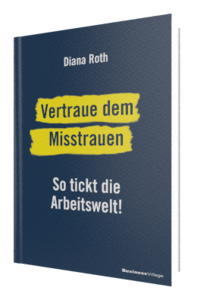 Diana Roth
Vertraue dem
Misstrauen
So tickt die
Arbeitswelt!
BusinessVillage